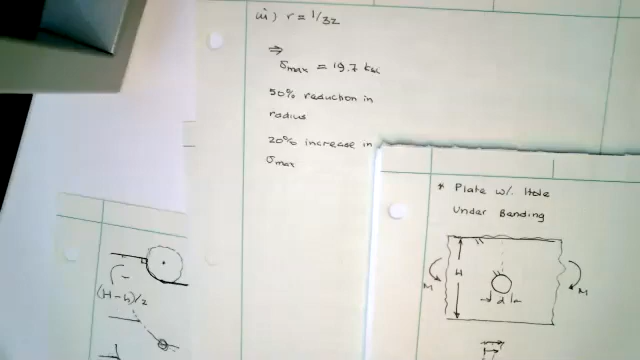 iii) r = 1/32
⇒
σmax = 19.7 ksi
50% reduction in
radius
20% increase in
σmax
* Plate w/. Hole
Under Bending
H
M
M
d
(H-h)/2